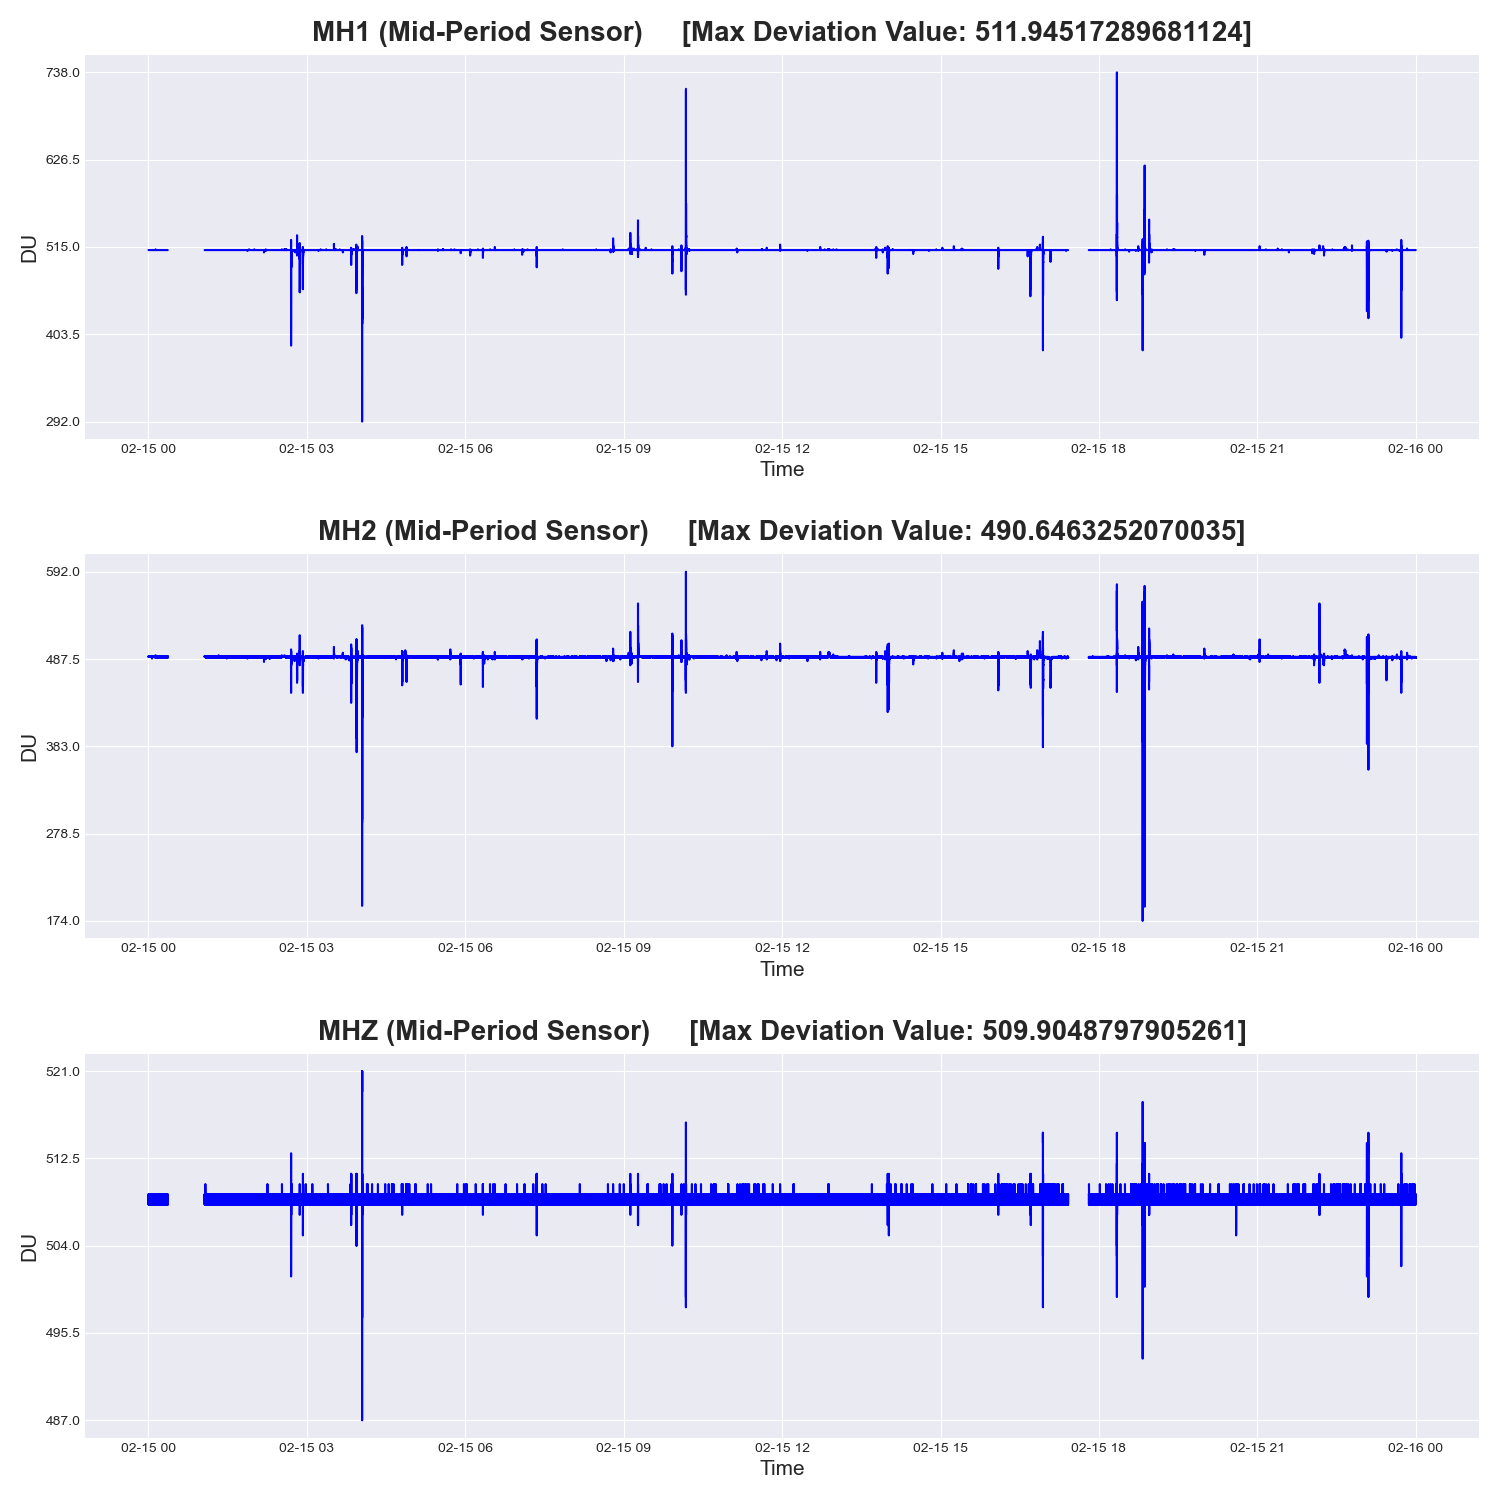 MH1 (Mid-Period Sensor) [Max Deviation Value: 511.94517289681124]
738.0
626.5
515.0
403.5
292.0
DU
02-15 00 02-15 03 02-15 06 02-15 09 02-15 12 02-15 15 02-15 18 02-15 21 02-16 00
Time
MH2 (Mid-Period Sensor) [Max Deviation Value: 490.6463252070035]
592.0
487.5
383.0
278.5
174.0
DU
02-15 00 02-15 03 02-15 06 02-15 09 02-15 12 02-15 15 02-15 18 02-15 21 02-16 00
Time
MHZ (Mid-Period Sensor) [Max Deviation Value: 509.9048797905261]
521.0
512.5
504.0
495.5
487.0
DU
02-15 00 02-15 03 02-15 06 02-15 09 02-15 12 02-15 15 02-15 18 02-15 21 02-16 00
Time